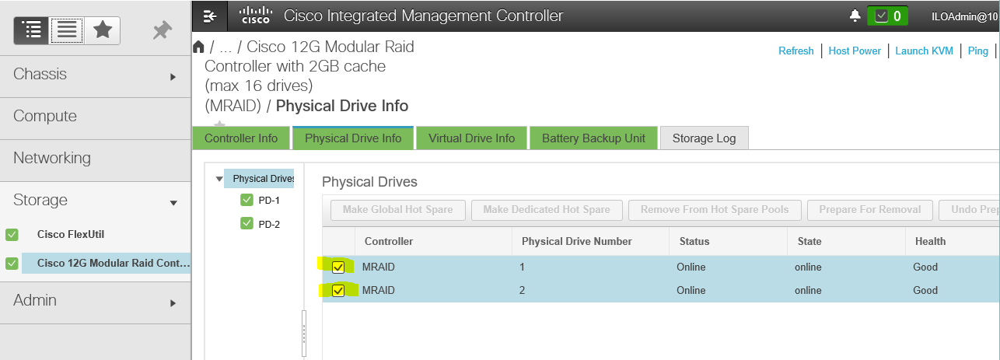 cisco
Cisco Integrated Management Controller
0
ILOAdmin@10
/ ... / Cisco 12G Modular Raid
Controller with 2GB cache
(max 16 drives)
(MRAID) / Physical Drive Info
Refresh | Host Power | Launch KVM | Ping |
Chassis
Compute
Networking
Storage
Cisco FlexUtil
Cisco 12G Modular Raid Cont...
Admin
Controller Info
Physical Drive Info
Virtual Drive Info
Battery Backup Unit
Storage Log
Physical Drives
PD-1
PD-2
Physical Drives
Make Global Hot Spare
Make Dedicated Hot Spare
Remove From Hot Spare Pools
Prepare For Removal
Undo Prep
Controller Physical Drive Number Status State Health
MRAID 1 Online online Good
MRAID 2 Online online Good